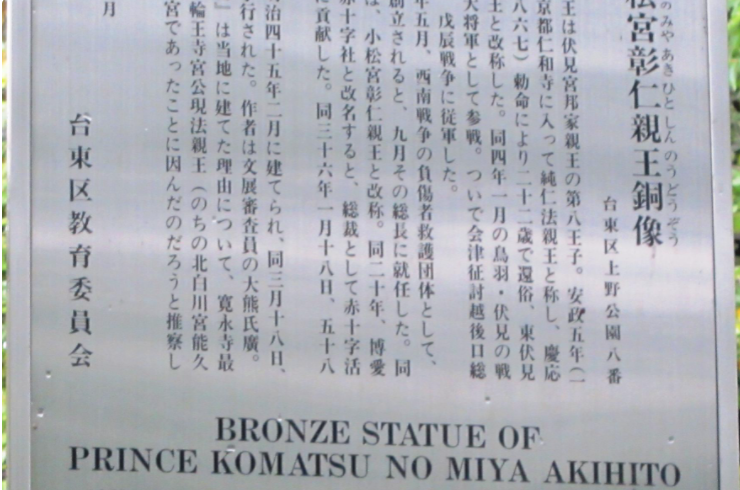 のみや あきひと しんのう どうぞう
松宮彰仁親王銅像
台東区上野公園八番
王は伏見宮邦家親王の第八王子。安政五年(一
京都仁和寺に入って純仁法親王と称し、慶応
八六七)勅命により二十二歳で還俗、東伏見
王と改称した。同四年一月の鳥羽・伏見の戦
大将軍として参戦。ついで会津征討越後口総
戊辰戦争に従軍した。
年五月、西南戦争の負傷者救護団体として、
創立されると、九月その総長に就任した。同
は、小松宮彰仁親王と改称。同二十年、博愛
赤十字社と改名すると、総裁として赤十字活
に貢献した。同三十六年一月十八日、五十八
治四十五年二月に建てられ、同三月十八日、
行された。作者は文展審査員の大熊氏廣。
』は当地に建てた理由について、寛永寺最
輪王寺宮公現法親王(のちの北白川宮能久
宮であったことに因んだのだろうと推察し
月
台東区教育委員会
BRONZE STATUE OF
PRINCE KOMATSU NO MIYA AKIHITO